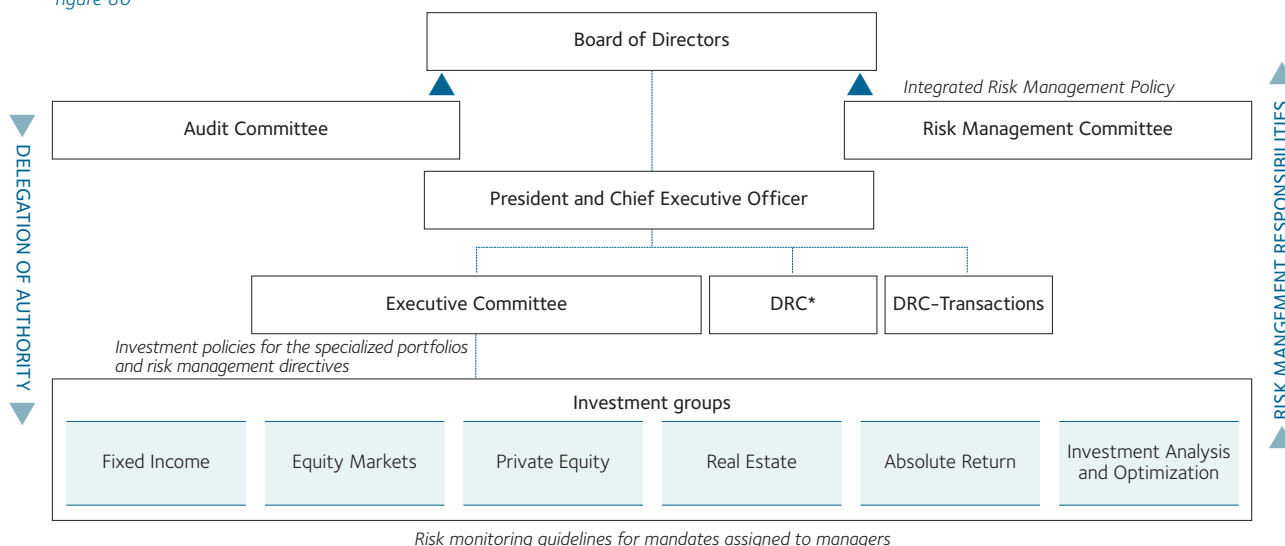 figure 80
Board of Directors
Integrated Risk Management Policy
Audit Committee
Risk Management Committee
President and Chief Executive Officer
Executive Committee
DRC*
DRC-Transactions
Investment policies for the specialized portfolios
and risk management directives
Investment groups
Fixed Income
Equity Markets
Private Equity
Real Estate
Absolute Return
Investment Analysis
and Optimization
Risk monitoring guidelines for mandates assigned to managers
DELEGATION OF AUTHORITY
RISK MANGEMENT RESPONSIBILITIES